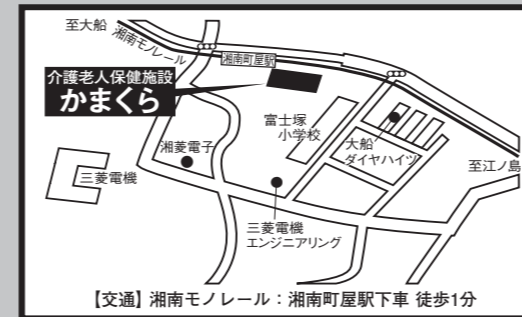 至大船
湘南モノレール
湘南町屋駅
介護老人保健施設
かまくら
富士塚
小学校
湘菱電子
大船
ダイヤハイツ
三菱電機
至江ノ島
三菱電機
エンジニアリング
【交通】湘南モノレール：湘南町屋駅下車 徒歩1分